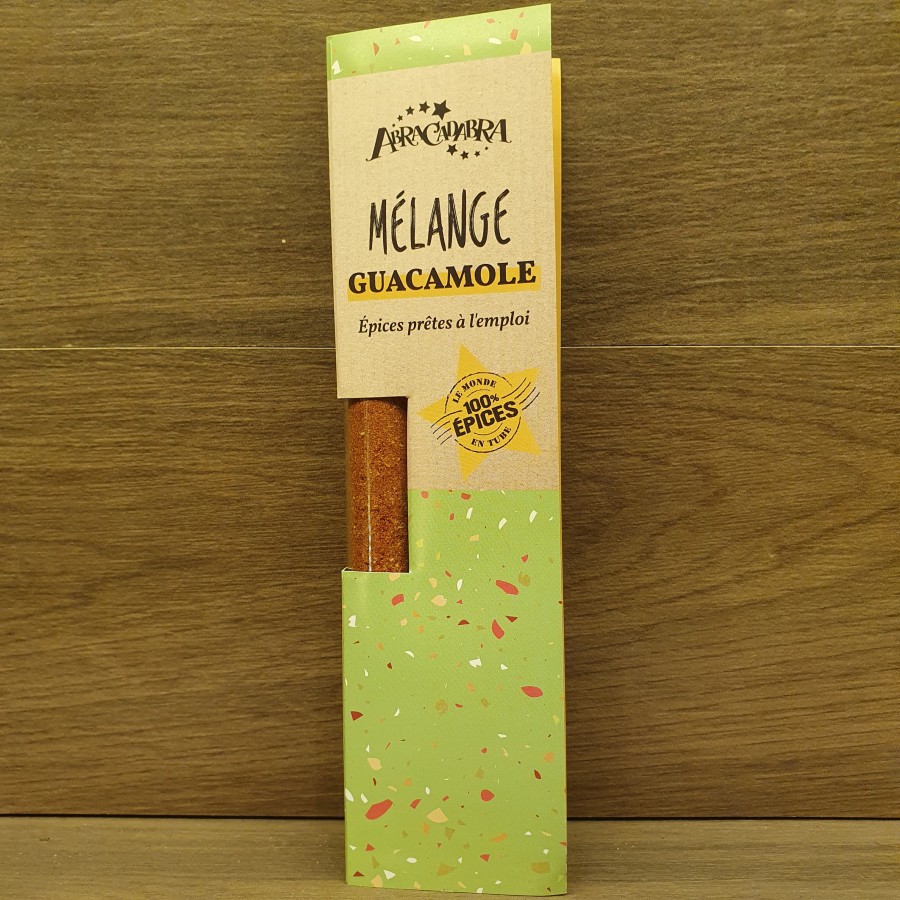 ABRACADABRA
MÉLANGE
GUACAMOLE
Épices prêtes à l'emploi
LE MONDE
100%
ÉPICES
EN TUBE